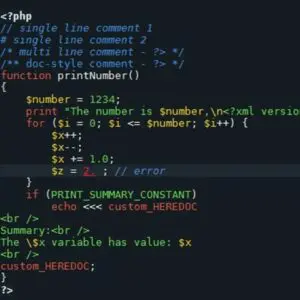 <?php
// single line comment 1
# single line comment 2
/* multi line comment - ?> */
/** doc-style comment - ?> */
function printNumber()
{
$number = 1234;
print "The number is $number,\n<?xml versio
for ($i = 0; $i <= $number; $i++) {
$x++;
$x--;
$x += 1.0;
$z = 2. ; // error
}
if (PRINT_SUMMARY_CONSTANT)
echo <<< custom_HEREDOC
<br />
Summary:<br />
The \$x variable has value: $x
<br />
custom_HEREDOC;
}
?>